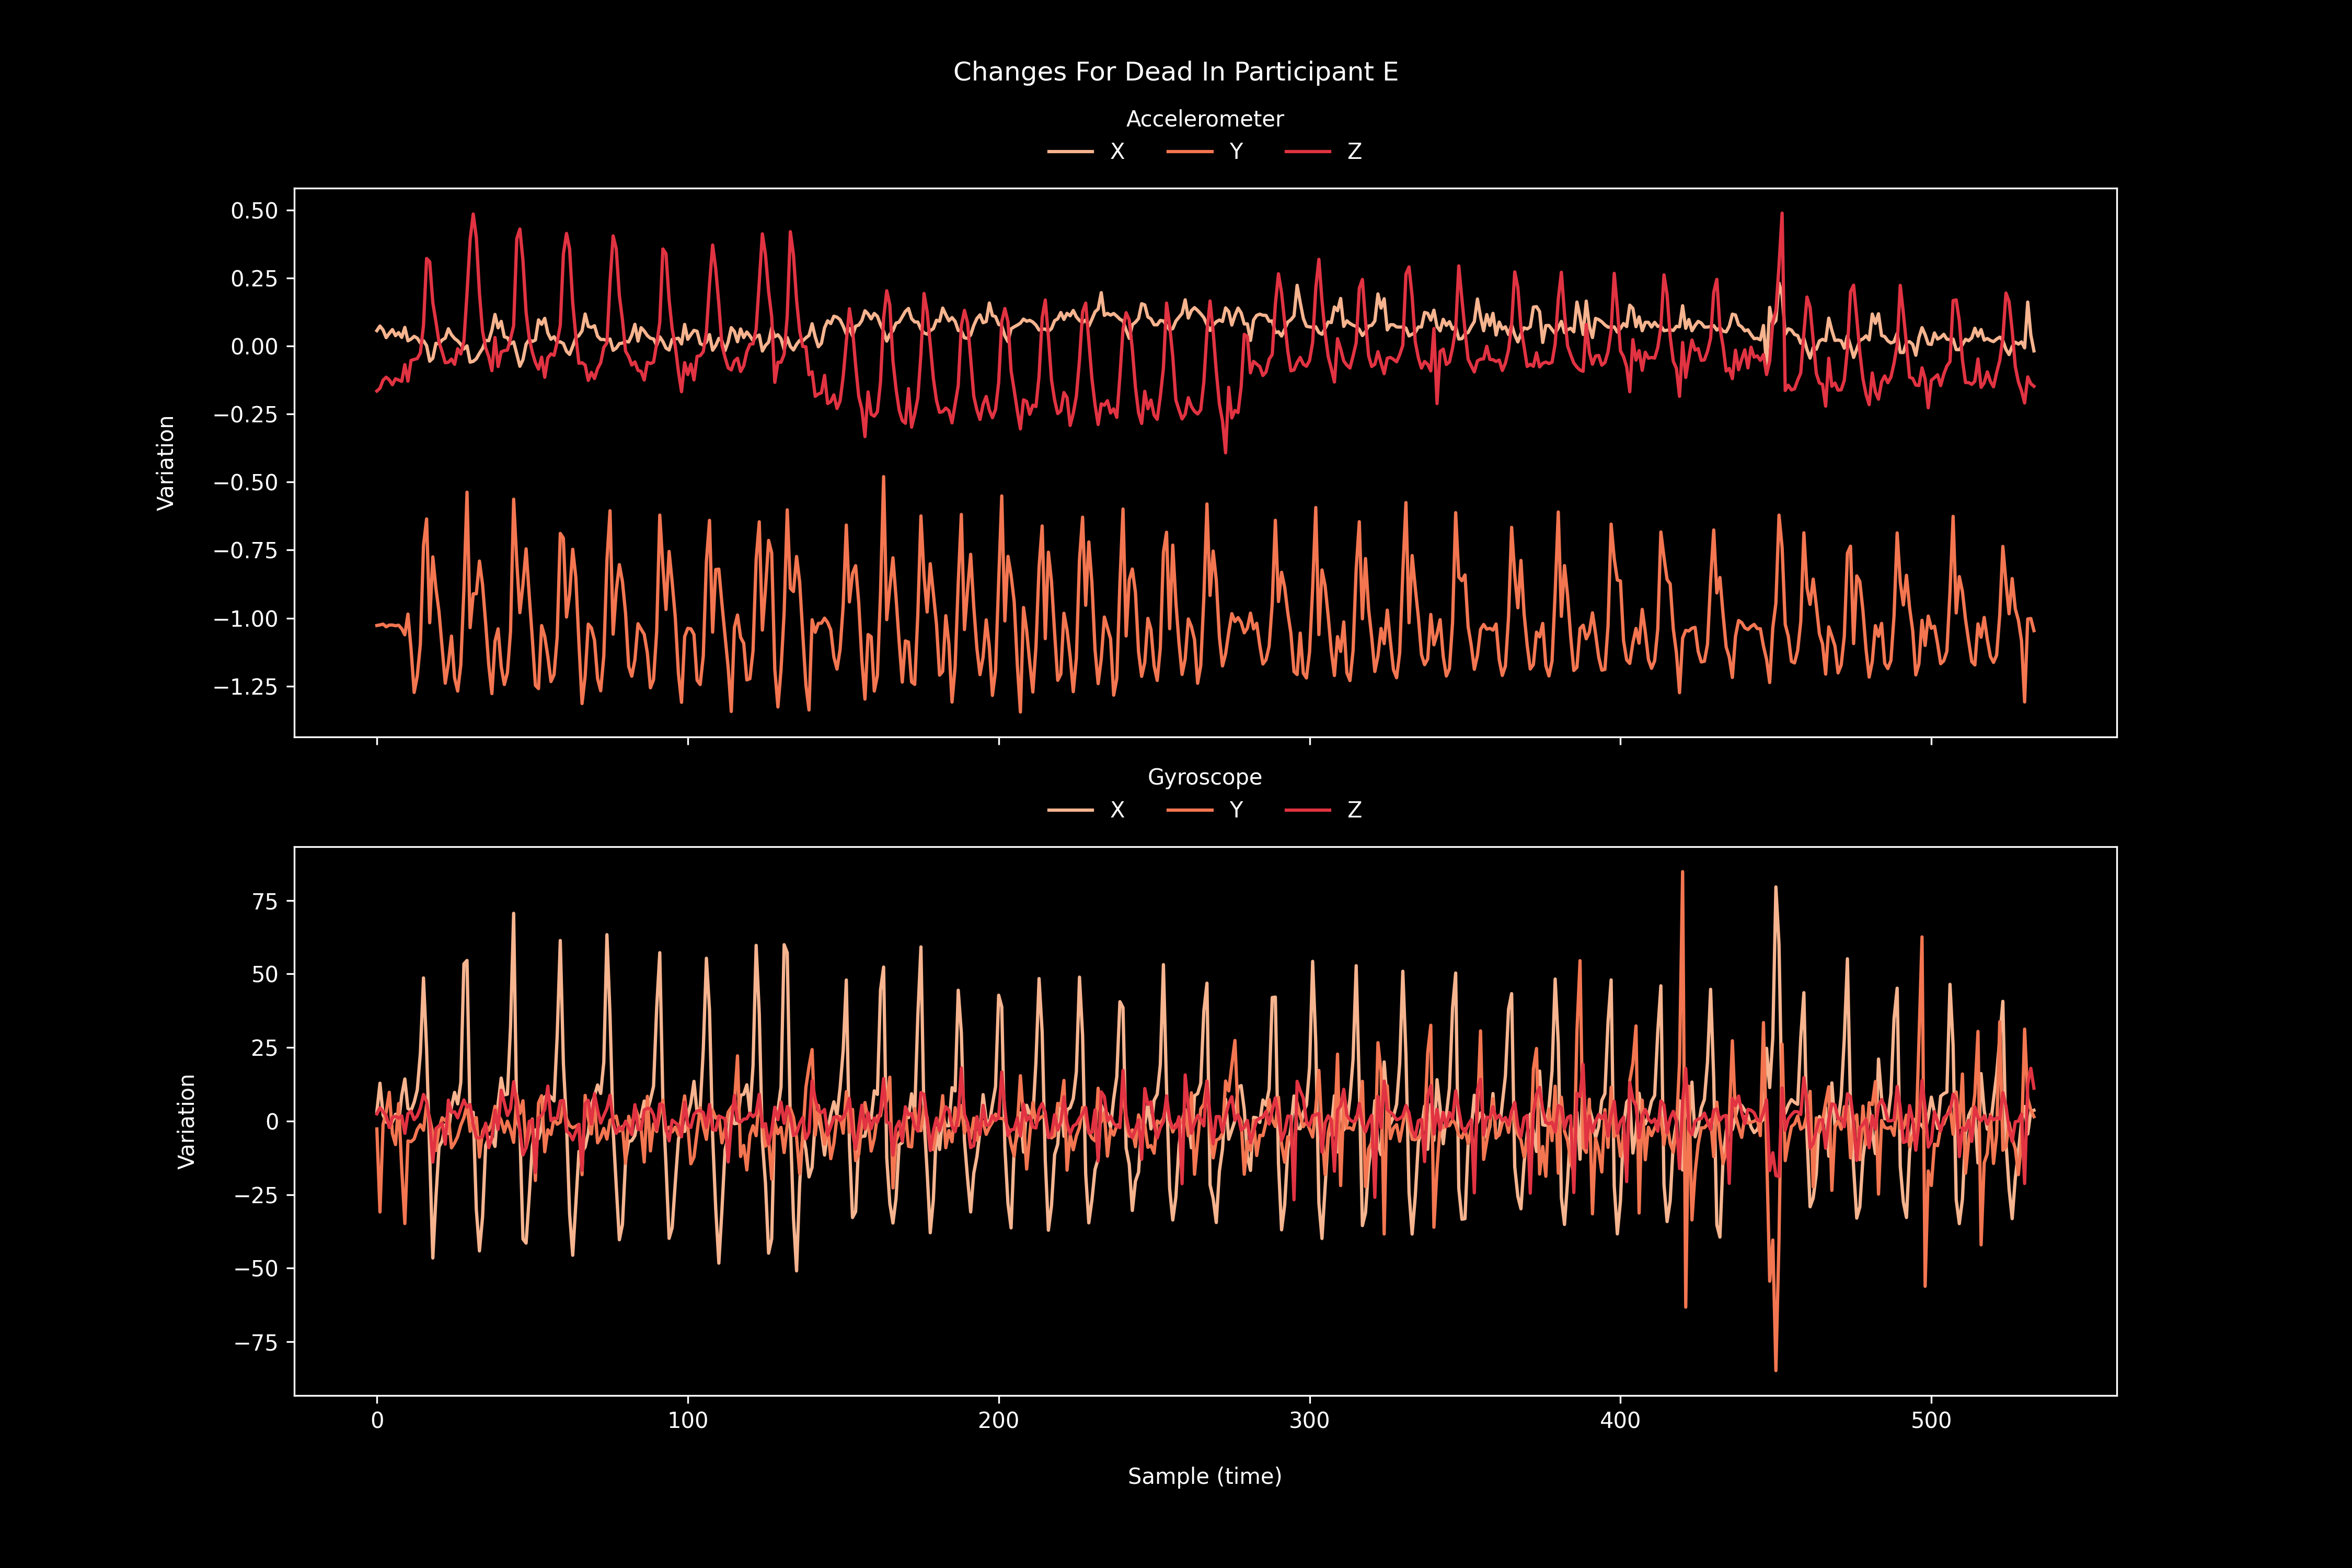 Changes For Dead In Participant E
Accelerometer
X Y Z
0.50
0.25
0.00
−0.25
−0.50
−0.75
−1.00
−1.25
Variation
Gyroscope
X Y Z
75
50
25
0
−25
−50
−75
Variation
0 100 200 300 400 500
Sample (time)